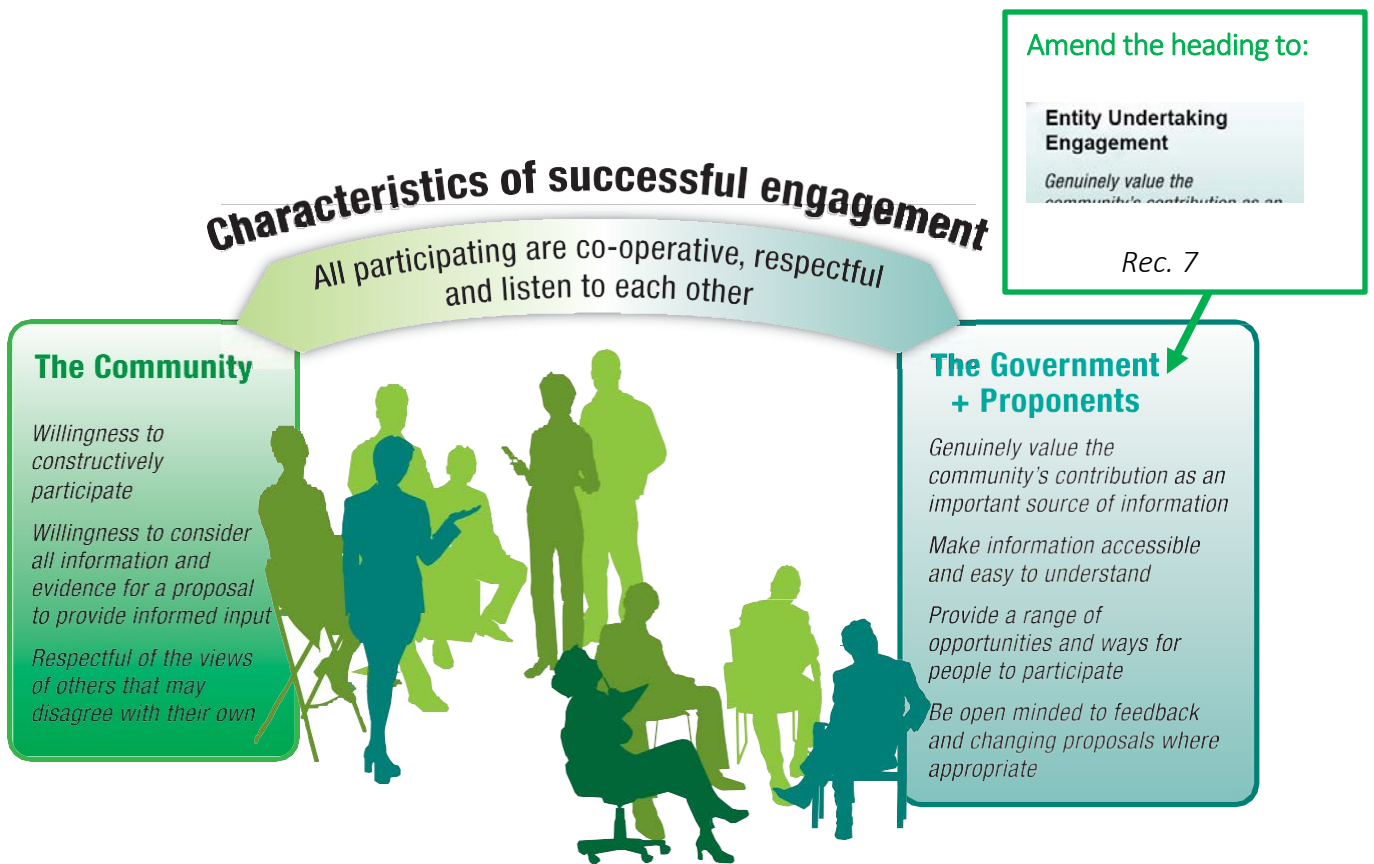 Amend the heading to:
Entity Undertaking
Engagement
Genuinely value the
community's contribution as an
Rec. 7
Characteristics of successful engagement
All participating are co-operative, respectful
and listen to each other
The Community
Willingness to
constructively
participate
Willingness to consider
all information and
evidence for a proposal
to provide informed input
Respectful of the views
of others that may
disagree with their own
The Government
+ Proponents
Genuinely value the
community’s contribution as an
important source of information
Make information accessible
and easy to understand
Provide a range of
opportunities and ways for
people to participate
Be open minded to feedback
and changing proposals where
appropriate